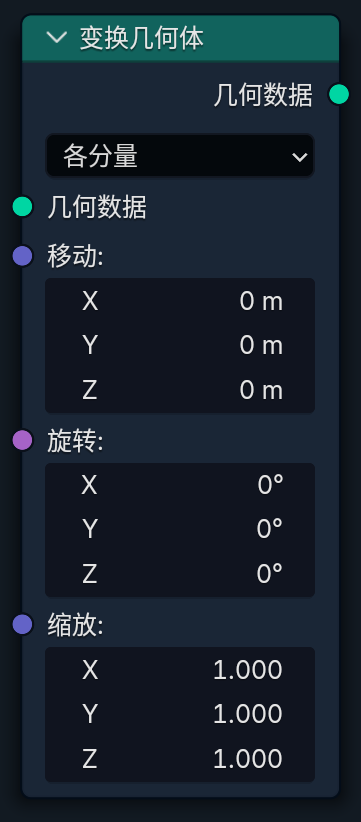 变换几何体
几何数据
各分量
几何数据
移动:
X 0 m
Y 0 m
Z 0 m
旋转:
X 0°
Y 0°
Z 0°
缩放:
X 1.000
Y 1.000
Z 1.000